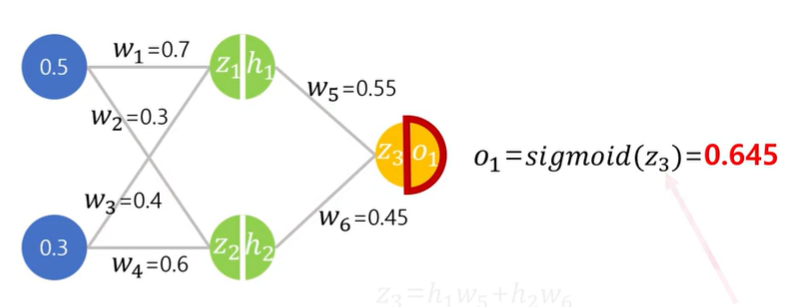 w₁=0.7
0.5
z₁ h₁
w₅=0.55
w₂=0.3
z₃ o₁
o₁=sigmoid(z₃)=0.645
w₃=0.4
w₆=0.45
0.3
z₂ h₂
w₄=0.6
z₃=h₁w₅+h₂w₆